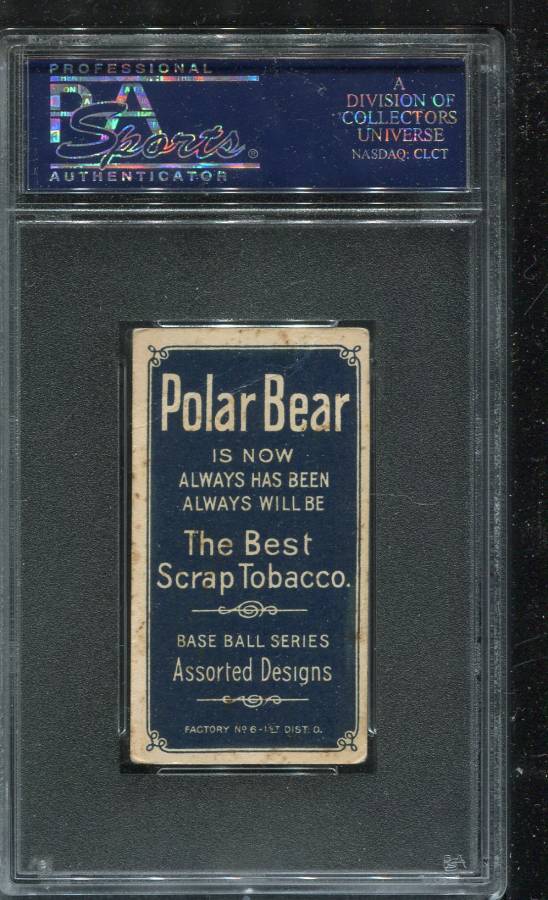 PROFESSIONAL
PSA
Sports®
AUTHENTICATOR
A
DIVISION OF
COLLECTORS
UNIVERSE
NASDAQ: CLCT
Polar Bear
IS NOW
ALWAYS HAS BEEN
ALWAYS WILL BE
The Best
Scrap Tobacco.
BASE BALL SERIES
Assorted Designs
FACTORY Nº 6-1ST DIST. O.
PSA